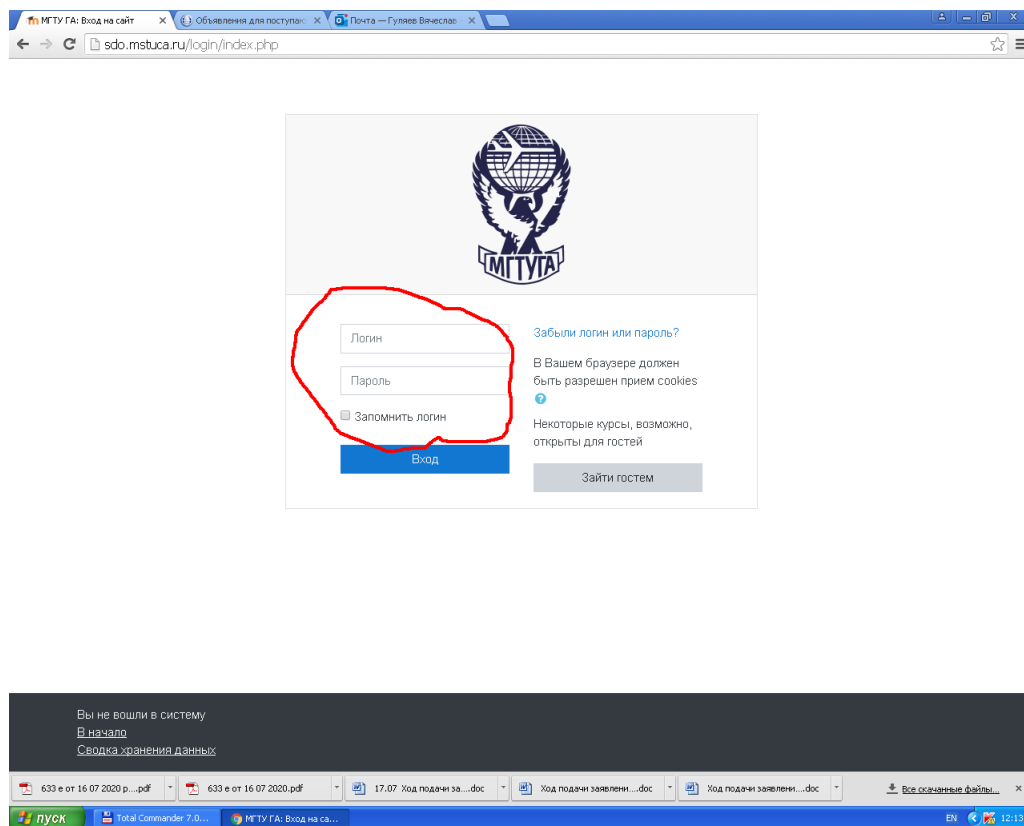 МГТУ ГА: Вход на сайт
Объявления для поступаю
Почта — Гуляев Вячеслав
sdo.mstuca.ru/login/index.php
МГТУГА
Логин
Пароль
Запомнить логин
Вход
Забыли логин или пароль?
В Вашем браузере должен
быть разрешен прием cookies
?
Некоторые курсы, возможно,
открыты для гостей
Зайти гостем
Вы не вошли в систему
В начало
Сводка хранения данных
633 е от 16 07 2020 р....pdf
633 е от 16 07 2020.pdf
17.07 Ход подачи за....doc
Ход подачи заявлени....doc
Ход подачи заявлени....doc
Все скачанные файлы...
пуск
Total Commander 7.0...
МГТУ ГА: Вход на са...
EN
12:13